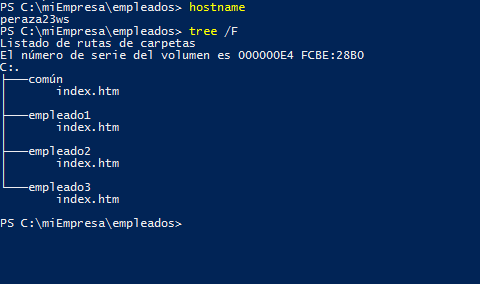 PS C:\miEmpresa\empleados> hostname
peraza23ws
PS C:\miEmpresa\empleados> tree /F
Listado de rutas de carpetas
El número de serie del volumen es 000000E4 FCBE:28B0
C:.
├───común
│       index.htm
│
├───empleado1
│       index.htm
│
├───empleado2
│       index.htm
│
└───empleado3
        index.htm

PS C:\miEmpresa\empleados>